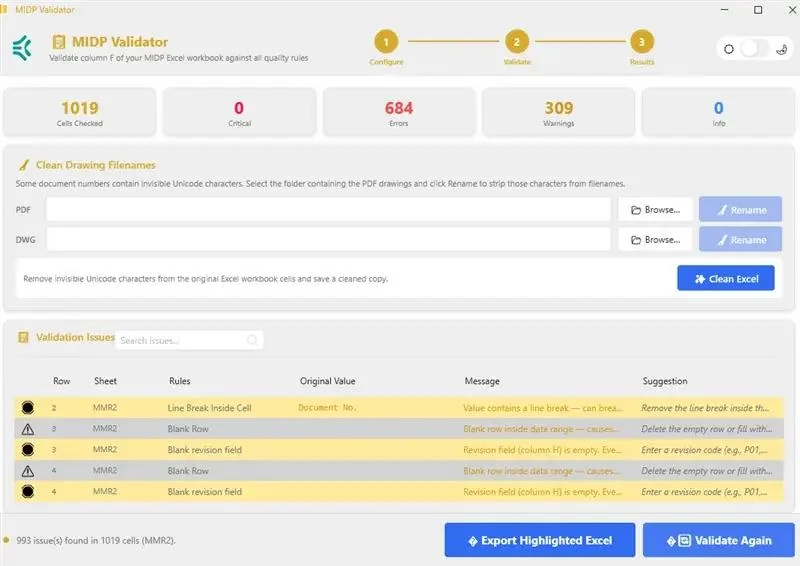 MIDP Validator
MIDP Validator
Validate column F of your MIDP Excel workbook against all quality rules
1 2 3
Configure Validate Results
1019 0 684 309 0
Cells Checked Critical Errors Warnings Info
Clean Drawing Filenames
Some document numbers contain invisible Unicode characters. Select the folder containing the PDF drawings and click Rename to strip those characters from filenames.
PDF Browse... Rename
DWG Browse... Rename
Remove invisible Unicode characters from the original Excel workbook cells and save a cleaned copy. Clean Excel
Validation Issues Search issues...
Row Sheet Rules Original Value Message Suggestion
2 MMR2 Line Break Inside Cell Document No. Value contains a line break — can brea... Remove the line break inside th...
3 MMR2 Blank Row Blank row inside data range — causes... Delete the empty row or fill with...
3 MMR2 Blank revision field Revision field (column H) is empty. Eve... Enter a revision code (e.g., P01,...
4 MMR2 Blank Row Blank row inside data range — causes... Delete the empty row or fill with...
4 MMR2 Blank revision field Revision field (column H) is empty. Eve... Enter a revision code (e.g., P01,...
993 issue(s) found in 1019 cells (MMR2). � Export Highlighted Excel � Validate Again